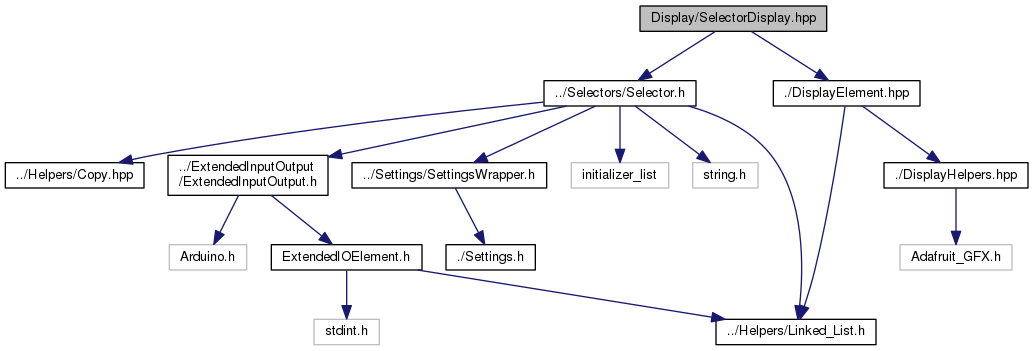 Display/SelectorDisplay.hpp
../Selectors/Selector.h
./DisplayElement.hpp
../Helpers/Copy.hpp
../ExtendedInputOutput
/ExtendedInputOutput.h
../Settings/SettingsWrapper.h
initializer_list
string.h
./DisplayHelpers.hpp
Arduino.h
ExtendedIOElement.h
./Settings.h
Adafruit_GFX.h
stdint.h
../Helpers/Linked_List.h